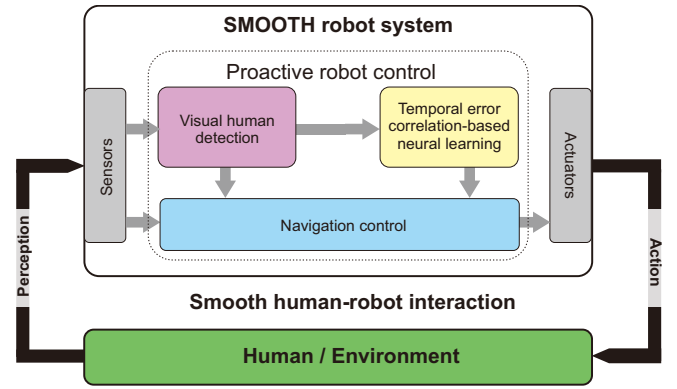 SMOOTH robot system
Proactive robot control
Sensors
Visual human
detection
Temporal error
correlation-based
neural learning
Actuators
Navigation control
Perception
Action
Smooth human-robot interaction
Human / Environment